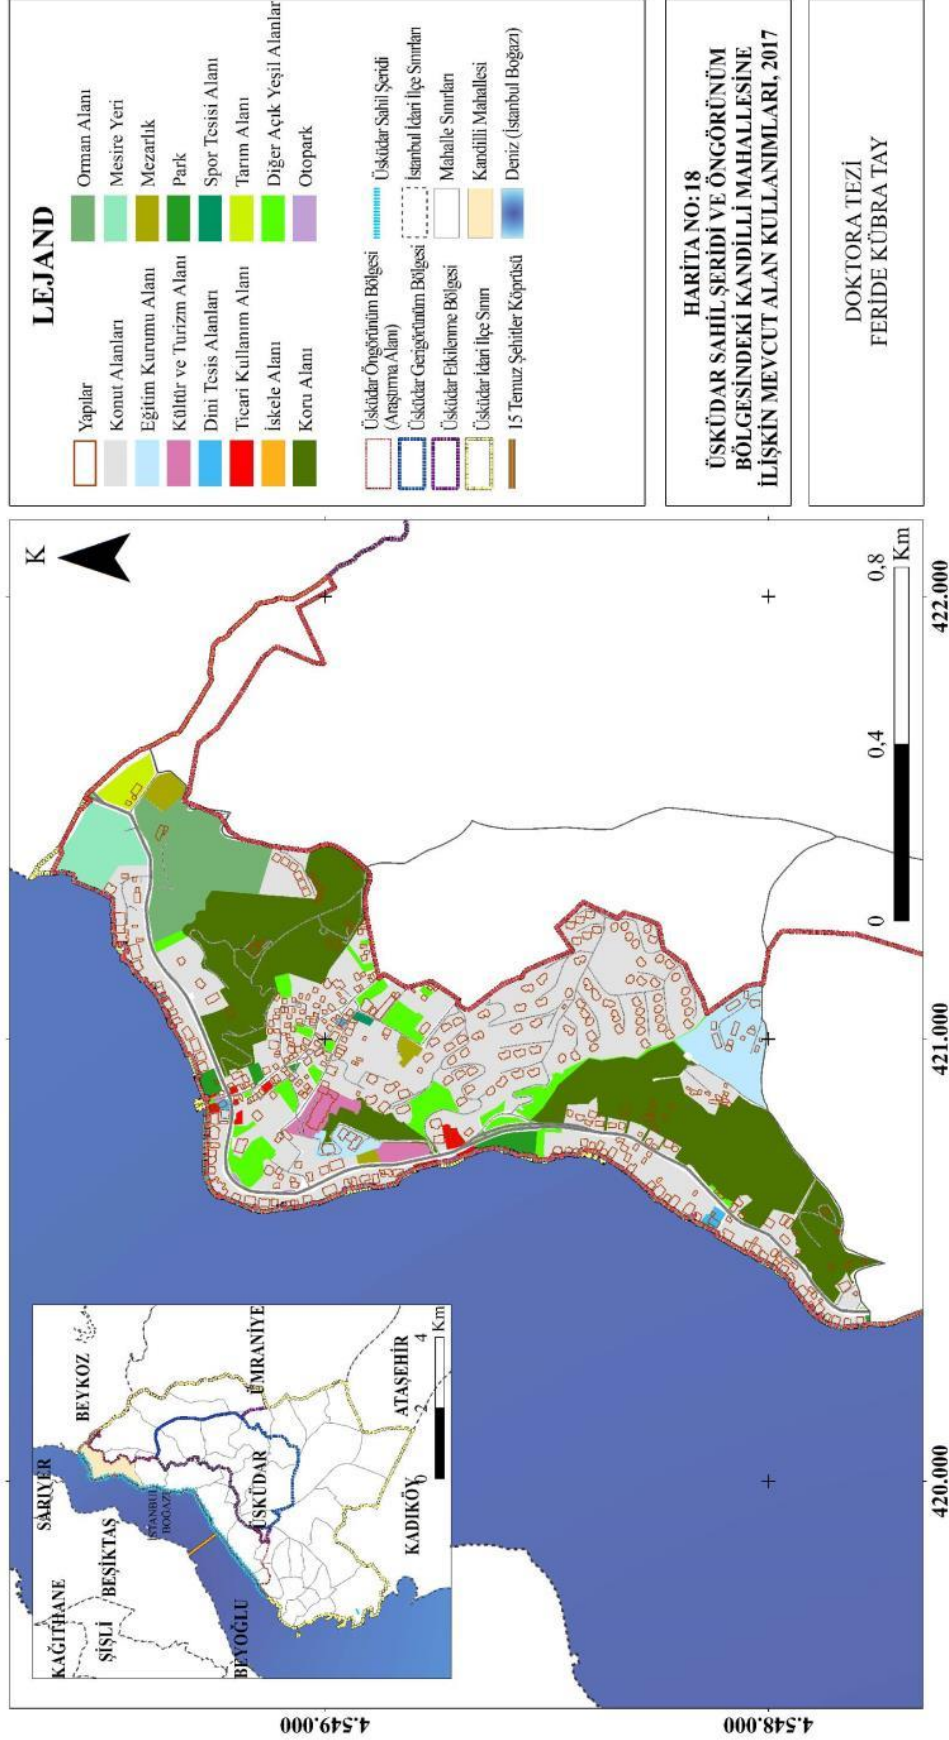 LEJAND
Yapılar
Konut Alanları
Eğitim Kurumu Alanı
Kültür ve Turizm Alanı
Dini Tesis Alanları
Ticari Kullanım Alanı
İskele Alanı
Koru Alanı
Orman Alanı
Mesire Yeri
Mezarlık
Park
Spor Tesisi Alanı
Tarım Alanı
Diğer Açık Yeşil Alanlar
Otopark
Üsküdar Öngörünüm Bölgesi
(Araştırma Alanı)
Üsküdar Gerigörünüm Bölgesi
Üsküdar Etkilenme Bölgesi
Üsküdar İdari İlçe Sınırı
15 Temuz Şehitler Köprüsü
Üsküdar Sahil Şeridi
İstanbul İdari İlçe Sınırları
Mahalle Sınırları
Kandilli Mahallesi
Deniz (İstanbul Boğazı)
HARİTA NO:18
ÜSKÜDAR SAHİL ŞERİDİ VE ÖNGÖRÜNÜM
BÖLGESİNDEKİ KANDİLLİ MAHALLESİNE
İLİŞKİN MEVCUT ALAN KULLANIMLARI, 2017
DOKTORA TEZİ
FERİDE KÜBRA TAY
K
0 0,4 0,8
Km
420.000
421.000
422.000
4.549.000
4.548.000
KAĞITHANE
SARIYER
ŞİŞLİ
BEŞİKTAŞ
BEYKOZ
İSTANBUL
BOĞAZI
BEYOĞLU
ÜSKÜDAR
ÜMRANİYE
KADIKÖY
ATAŞEHİR
0 2 4
Km